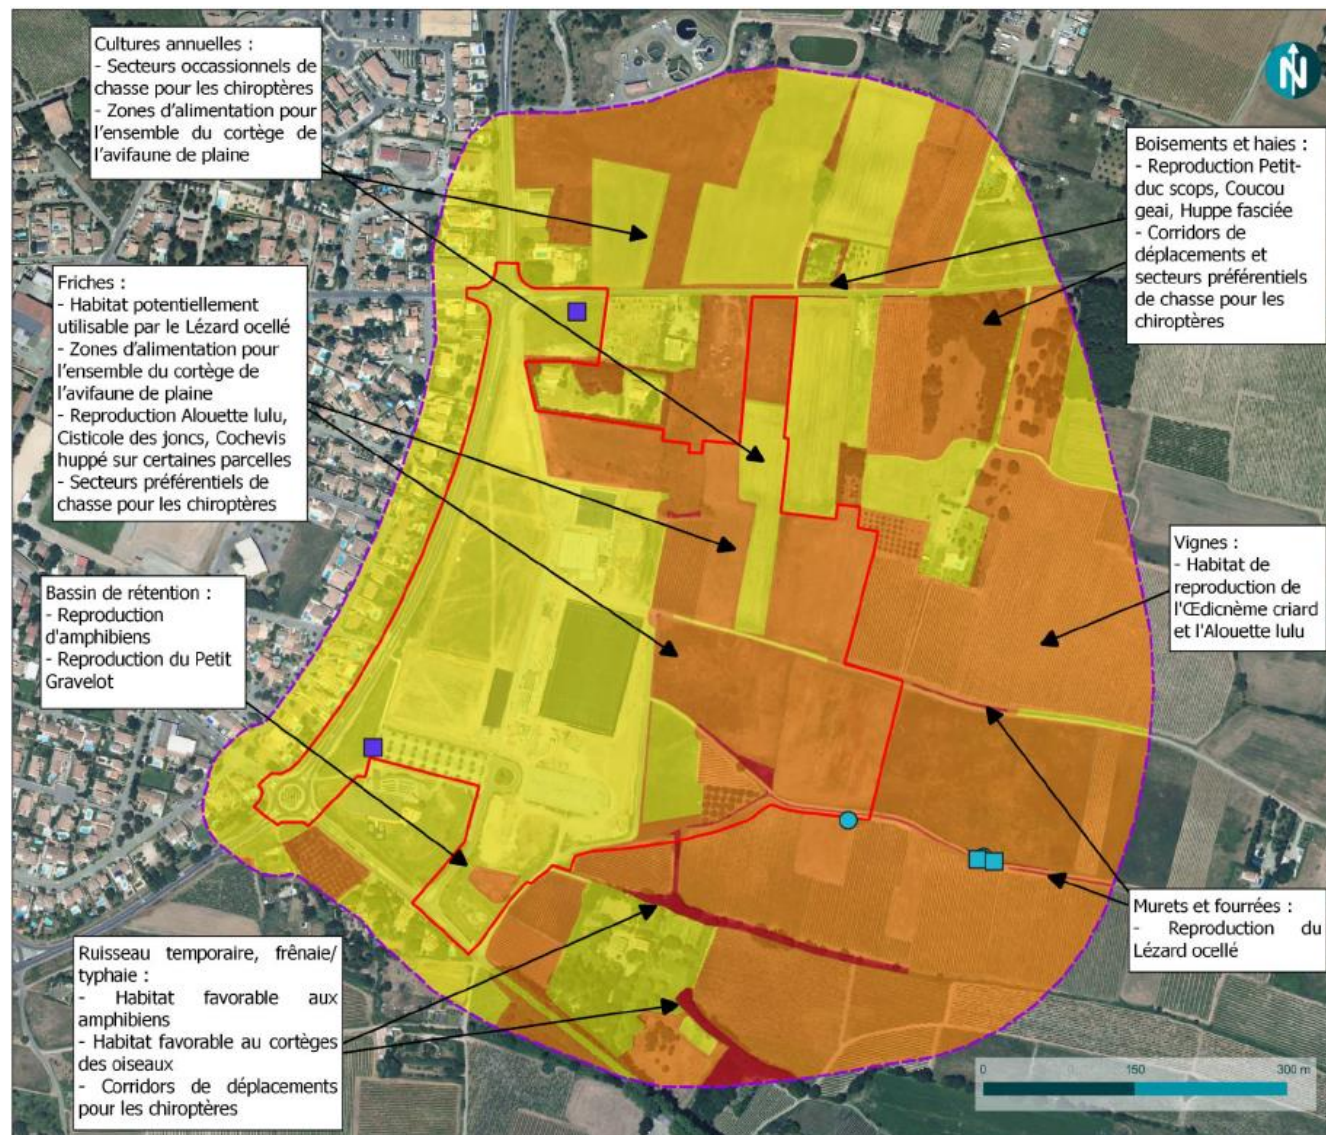 Cultures annuelles :
- Secteurs occassionnels de
chasse pour les chiroptères
- Zones d'alimentation pour
l'ensemble du cortège de
l'avifaune de plaine
N
Boisements et haies :
- Reproduction Petit-
duc scops, Coucou
geai, Huppe fasciée
- Corridors de
déplacements et
secteurs préférentiels
de chasse pour les
chiroptères
Friches :
- Habitat potentiellement
utilisable par le Lézard ocellé
- Zones d'alimentation pour
l'ensemble du cortège de
l'avifaune de plaine
- Reproduction Alouette lulu,
Cisticole des joncs, Cochevis
huppé sur certaines parcelles
- Secteurs préférentiels de
chasse pour les chiroptères
Vignes :
- Habitat de
reproduction de
l'Œdicnème criard
et l'Alouette lulu
Bassin de rétention :
- Reproduction
d'amphibiens
- Reproduction du Petit
Gravelot
Murets et fourrées :
- Reproduction du
Lézard ocellé
Ruisseau temporaire, frênaie/
typhaie :
- Habitat favorable aux
amphibiens
- Habitat favorable au cortèges
des oiseaux
- Corridors de déplacements
pour les chiroptères
0 150 300 m